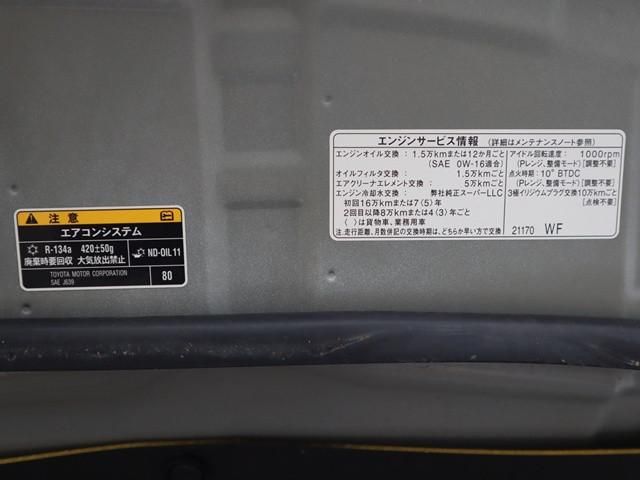 注意
エアコンシステム
R-134a 420±50g
廃棄時要回収 大気放出禁止
ND-OIL 11
TOYOTA MOTOR CORPORATION
SAE J639
80
エンジンサービス情報 (詳細はメンテナンスノート参照)
エンジンオイル交換 : 1.5万kmまたは12か月ごと
(SAE 0W-16適合)
オイルフィルタ交換 : 1.5万kmごと
エアクリーナエレメント交換 : 5万kmごと
エンジン冷却水交換 : 弊社純正スーパーLLC
初回16万kmまたは7(5)年
2回目以降8万kmまたは4(3)年ごと
( )は貨物車、業務用車
注.走行距離、月数併記の交換時期は、どちらか早い方で交換
アイドル回転速度: 1000rpm
(Pレンジ、整備モード)[調整不要]
点火時期:10° BTDC
(Pレンジ、整備モード)[調整不要]
3極イリジウムプラグ交換10万kmごと
[点検不要]
21170 WF